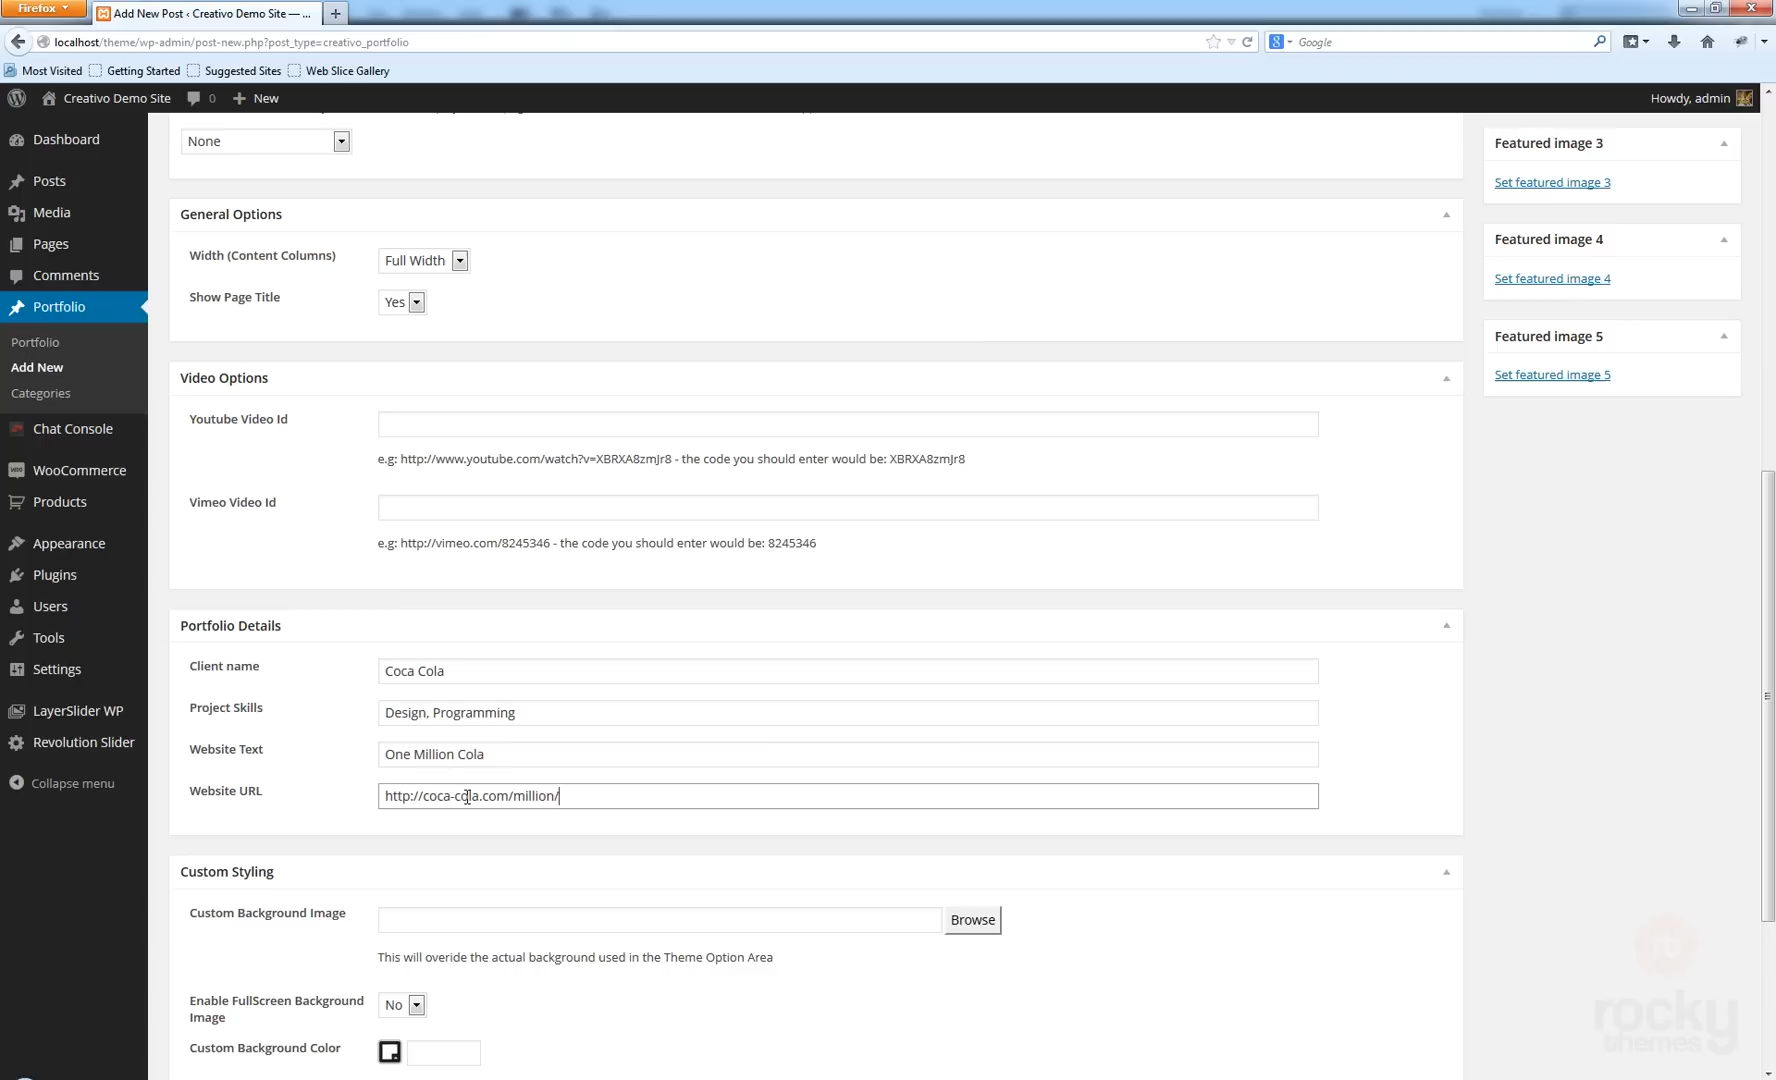 Firefox
Add New Post ‹ Creativo Demo Site — ...
localhost/theme/wp-admin/post-new.php?post_type=creativo_portfolio
Google
Most Visited Getting Started Suggested Sites Web Slice Gallery
Creativo Demo Site 0 New Howdy, admin
Dashboard
Posts
Media
Pages
Comments
Portfolio
Portfolio
Add New
Categories
Chat Console
WooCommerce
Products
Appearance
Plugins
Users
Tools
Settings
LayerSlider WP
Revolution Slider
Collapse menu
None
General Options
Width (Content Columns) Full Width
Show Page Title Yes
Video Options
Youtube Video Id
e.g: http://www.youtube.com/watch?v=XBRXA8zmJr8 - the code you should enter would be: XBRXA8zmJr8
Vimeo Video Id
e.g: http://vimeo.com/8245346 - the code you should enter would be: 8245346
Portfolio Details
Client name Coca Cola
Project Skills Design, Programming
Website Text One Million Cola
Website URL http://coca-cola.com/million/
Custom Styling
Custom Background Image Browse
This will overide the actual background used in the Theme Option Area
Enable FullScreen Background
Image
No
Custom Background Color
Featured image 3
Set featured image 3
Featured image 4
Set featured image 4
Featured image 5
Set featured image 5
rocky
themes